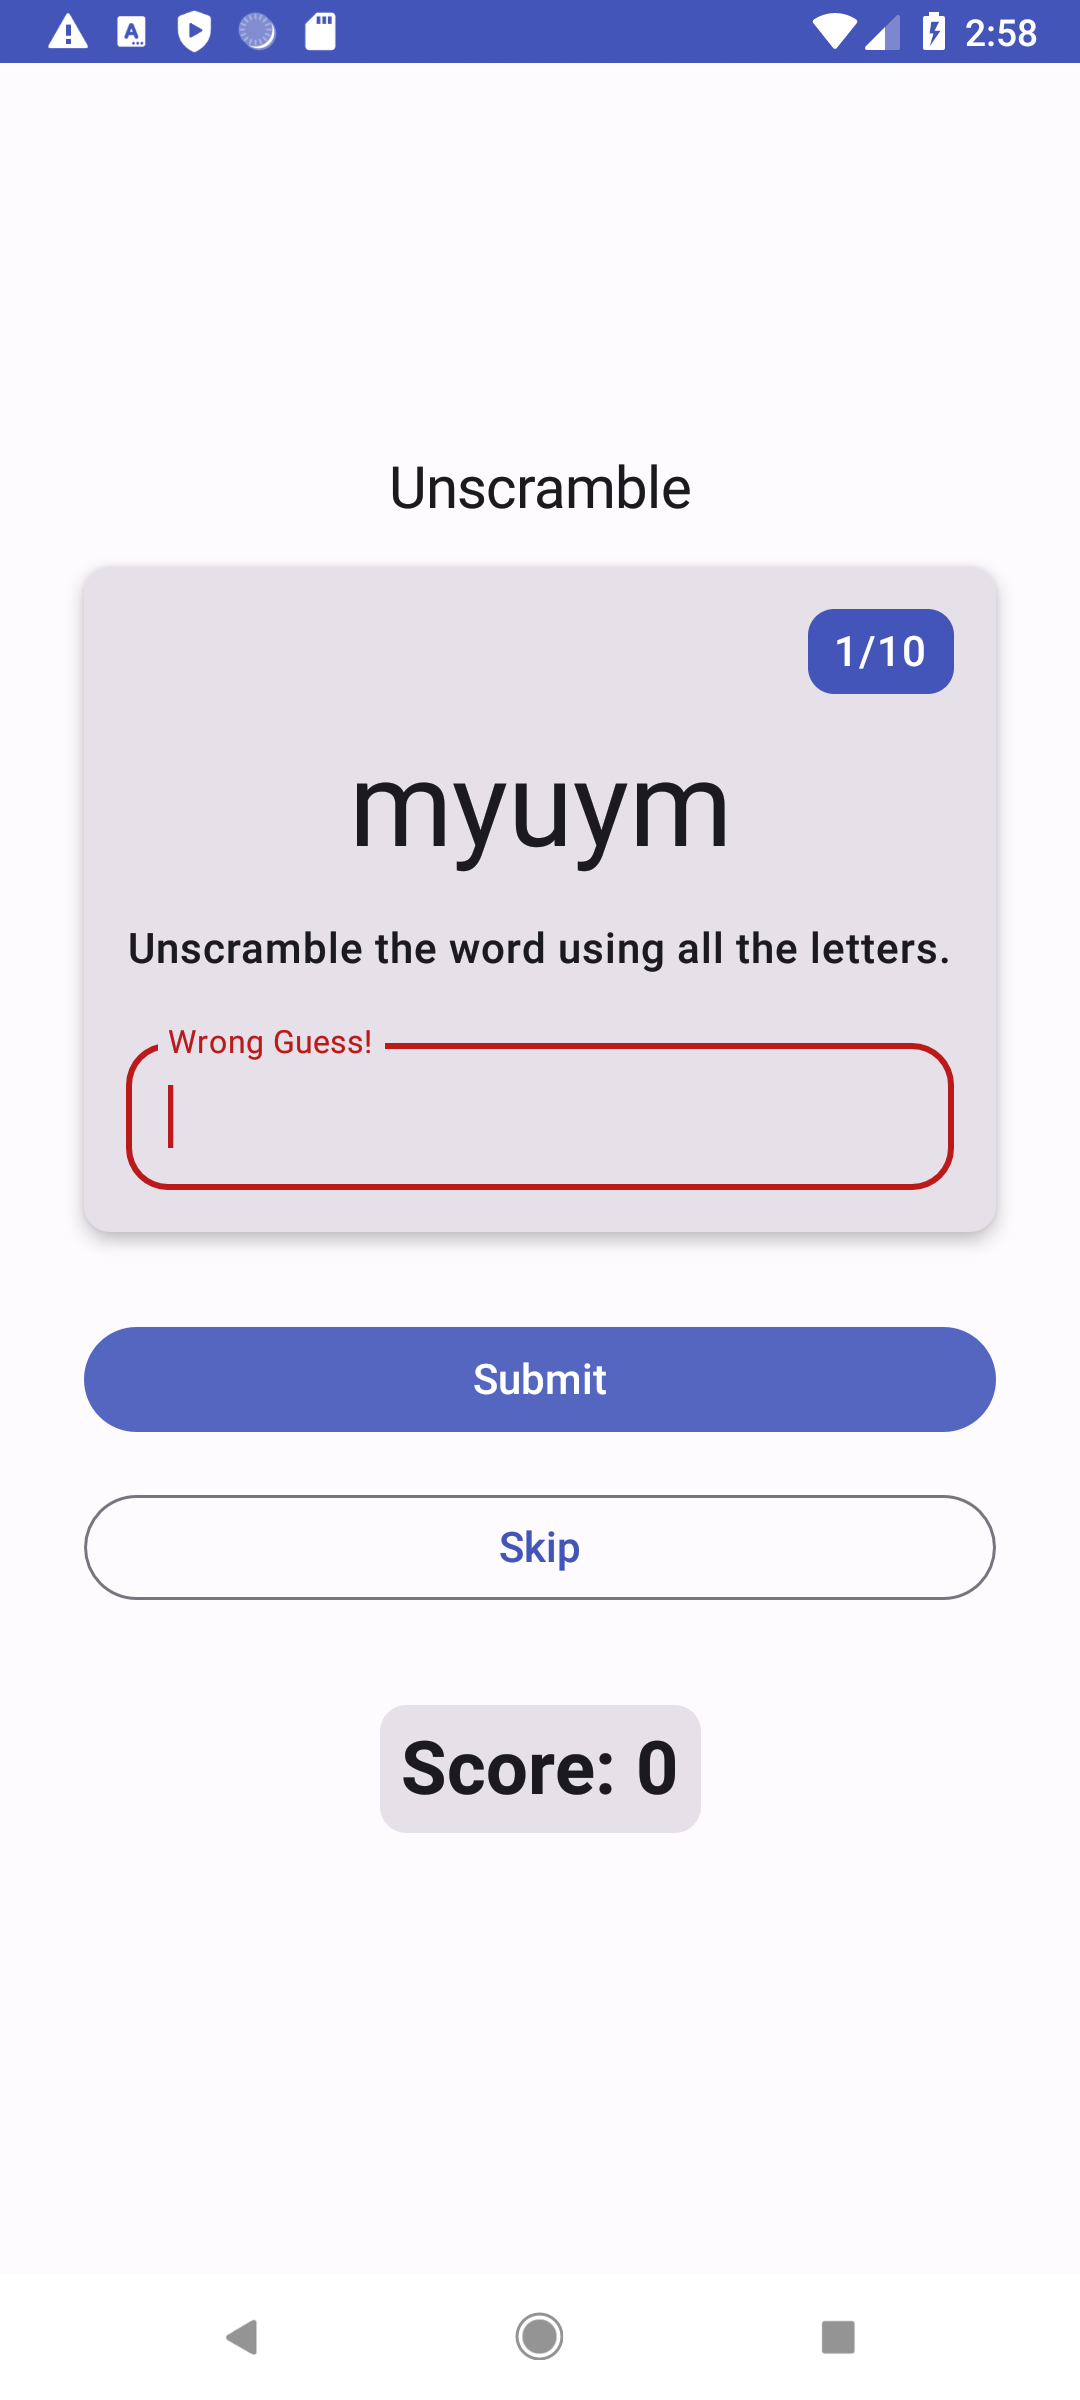 2:58
Unscramble
1/10
myuym
Unscramble the word using all the letters.
Wrong Guess!
Submit
Skip
Score: 0